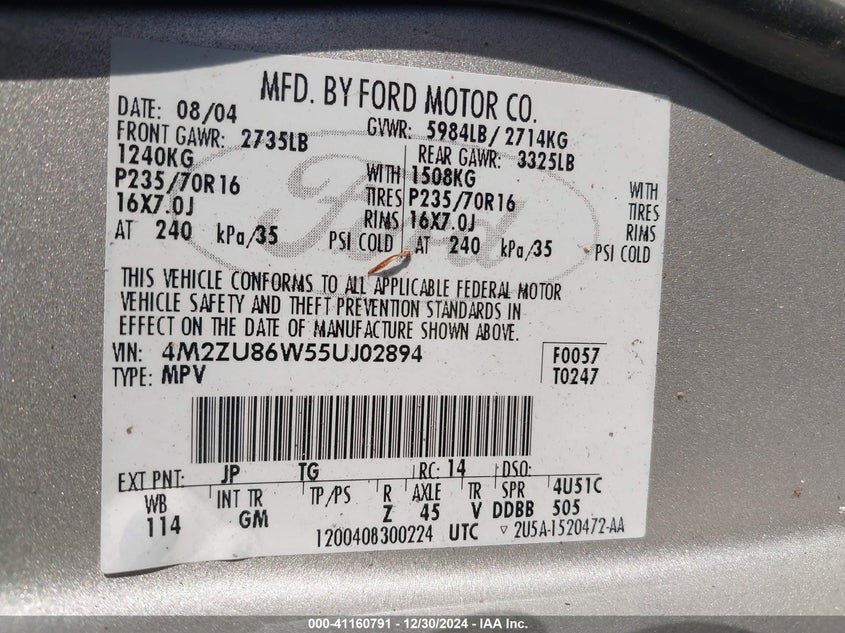 MFD. BY FORD MOTOR CO.
DATE: 08/04 GVWR: 5984LB/ 2714KG
FRONT GAWR: 2735LB REAR GAWR: 3325LB
1240KG WITH 1508KG WITH
P235/70R16 TIRES P235/70R16 TIRES
16X7.0J RIMS 16X7.0J RIMS
AT 240 kPa/35 PSI COLD AT 240 kPa/35 PSI COLD
Ford
THIS VEHICLE CONFORMS TO ALL APPLICABLE FEDERAL MOTOR
VEHICLE SAFETY AND THEFT PREVENTION STANDARDS IN
EFFECT ON THE DATE OF MANUFACTURE SHOWN ABOVE.
VIN: 4M2ZU86W55UJ02894 F0057
TYPE: MPV T0247
EXT PNT: JP TG RC: 14 DSO:
WB INT TR TP/PS R AXLE TR SPR 4U51C
114 GM Z 45 V DDBB 505
1200408300224 UTC ▽ 2U5A-1520472-AA
000-41160791 - 12/30/2024 - IAA Inc.